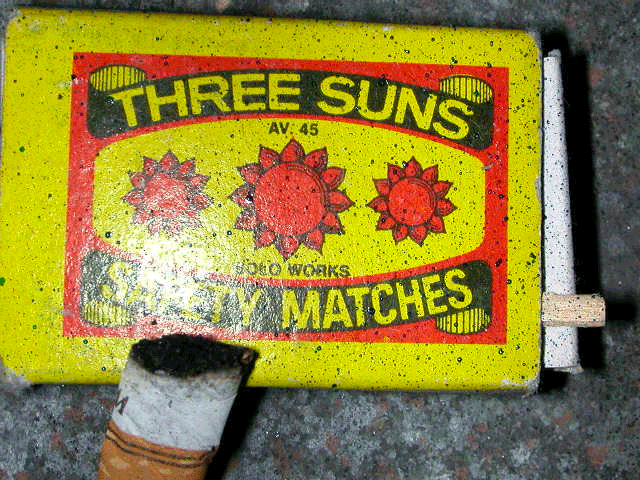 THREE SUNS
AV. 45
SOLO WORKS
SAFETY MATCHES